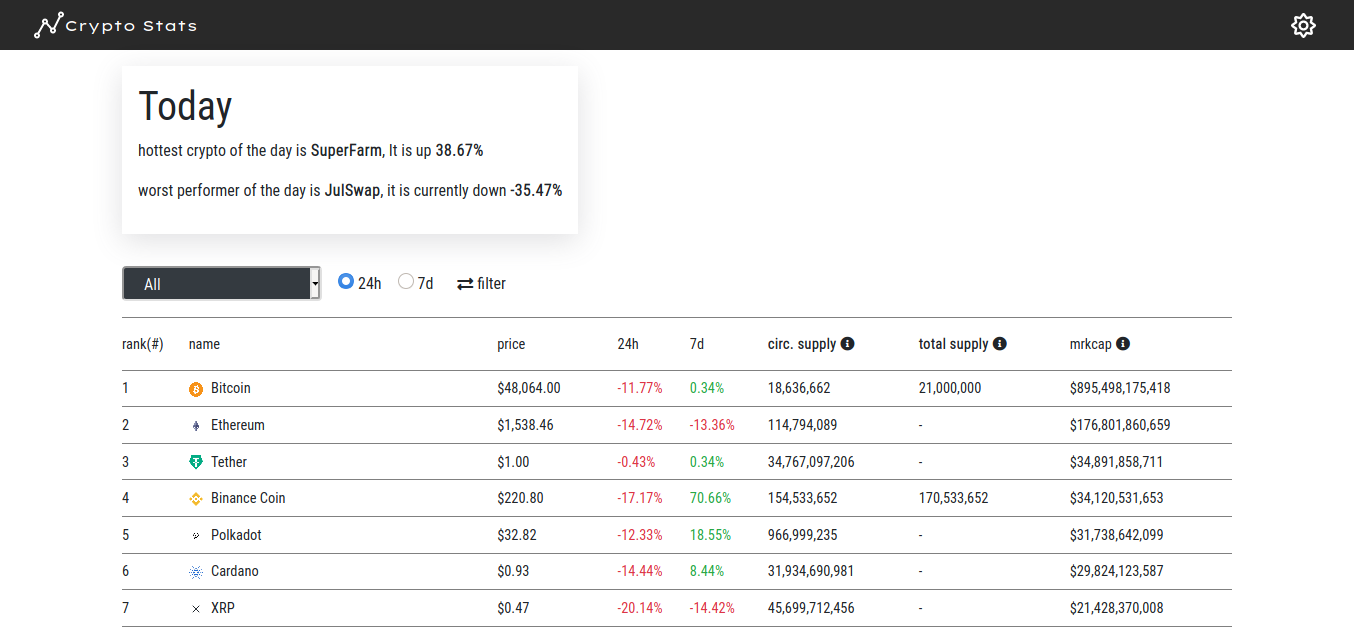 Crypto Stats
Today
hottest crypto of the day is SuperFarm, It is up 38.67%
worst performer of the day is JulSwap, it is currently down -35.47%
All 24h 7d filter
rank(#) name price 24h 7d circ. supply total supply mrkcap
1 Bitcoin $48,064.00 -11.77% 0.34% 18,636,662 21,000,000 $895,498,175,418
2 Ethereum $1,538.46 -14.72% -13.36% 114,794,089 - $176,801,860,659
3 Tether $1.00 -0.43% 0.34% 34,767,097,206 - $34,891,858,711
4 Binance Coin $220.80 -17.17% 70.66% 154,533,652 170,533,652 $34,120,531,653
5 Polkadot $32.82 -12.33% 18.55% 966,999,235 - $31,738,642,099
6 Cardano $0.93 -14.44% 8.44% 31,934,690,981 - $29,824,123,587
7 XRP $0.47 -20.14% -14.42% 45,699,712,456 - $21,428,370,008